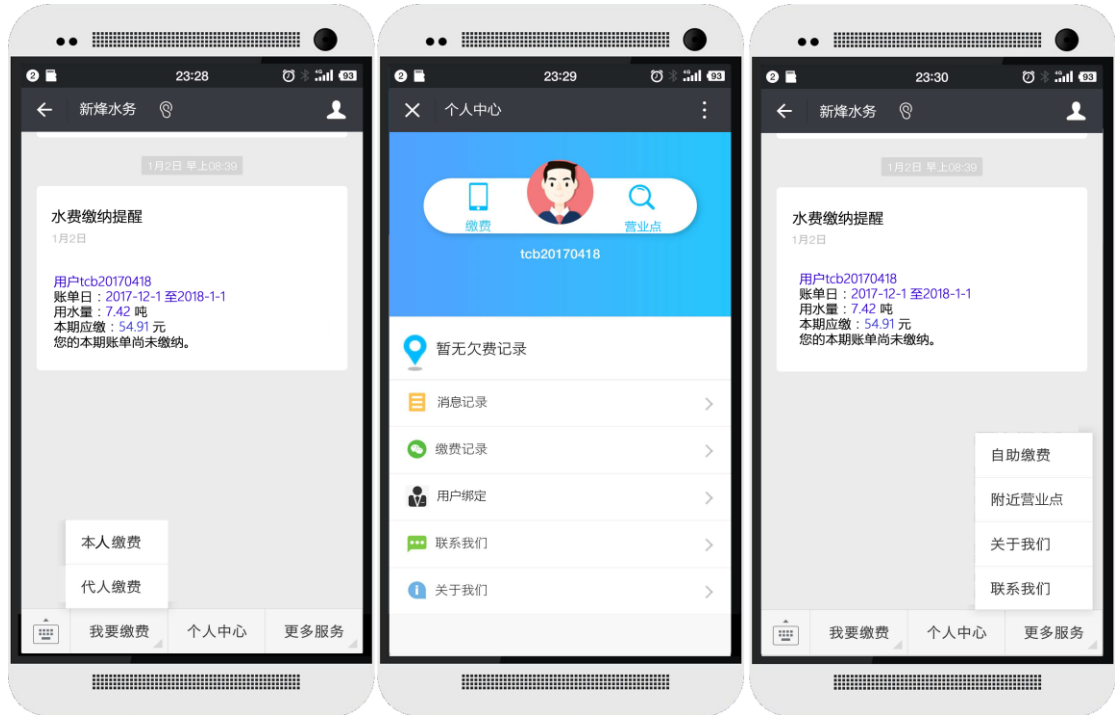 2
23:28
4G
93
新烽水务
1月2日 早上08:39
水费缴纳提醒
1月2日
用户tcb20170418
账单日：2017-12-1 至2018-1-1
用水量：7.42 吨
本期应缴：54.91 元
您的本期账单尚未缴纳。
本人缴费
代人缴费
我要缴费
个人中心
更多服务
2
23:29
4G
93
个人中心
缴费
营业点
tcb20170418
暂无欠费记录
消息记录
缴费记录
用户绑定
联系我们
关于我们
2
23:30
4G
93
新烽水务
1月2日 早上08:39
水费缴纳提醒
1月2日
用户tcb20170418
账单日：2017-12-1 至2018-1-1
用水量：7.42 吨
本期应缴：54.91 元
您的本期账单尚未缴纳。
自助缴费
附近营业点
关于我们
联系我们
我要缴费
个人中心
更多服务